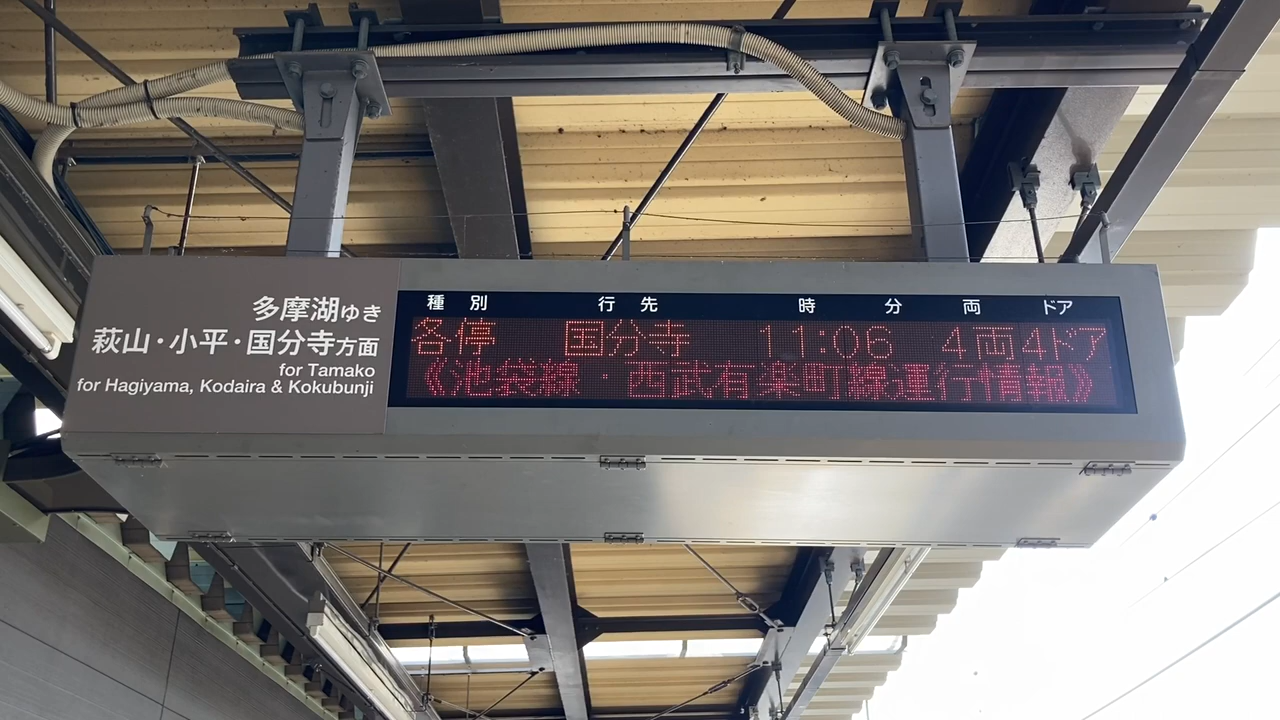 多摩湖ゆき
萩山・小平・国分寺方面
for Tamako
for Hagiyama, Kodaira & Kokubunji
種別 行先 時 分 両 ドア
各停 国分寺 11:06 4両4ドア
《池袋線・西武有楽町線運行情報》